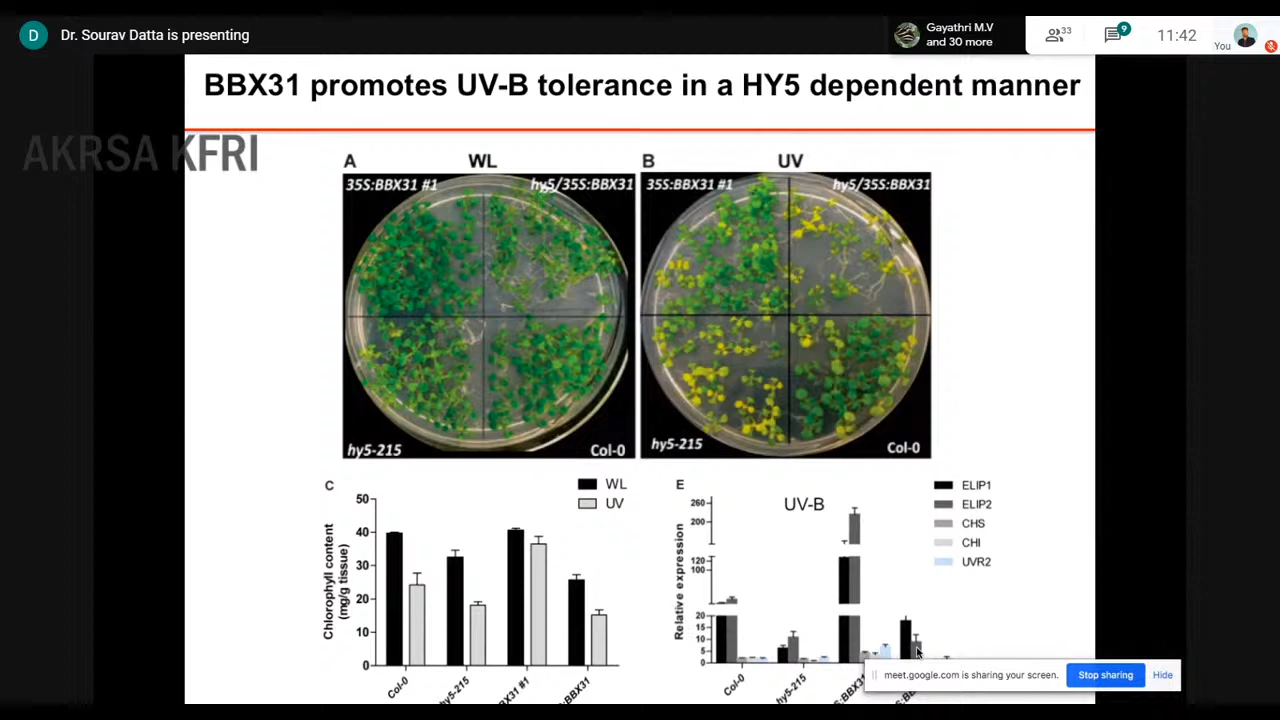 D
Dr. Sourav Datta is presenting
Gayathri M.V
and 30 more
33
9
11:42
You
BBX31 promotes UV-B tolerance in a HY5 dependent manner
AKRSA KFRI
A
WL
35S:BBX31 #1
hy5/35S:BBX31
hy5-215
Col-0
B
UV
35S:BBX31 #1
hy5/35S:BBX31
hy5-215
Col-0
C
WL
UV
Chlorophyll content
(mg/g tissue)
50
40
30
20
10
0
Col-0
hy5-215
BBX31 #1
:BBX31
E
UV-B
ELIP1
ELIP2
CHS
CHI
UVR2
Relative expression
260
200
120
100
20
15
10
5
0
Col-0
hy5-215
meet.google.com is sharing your screen.
Stop sharing
Hide